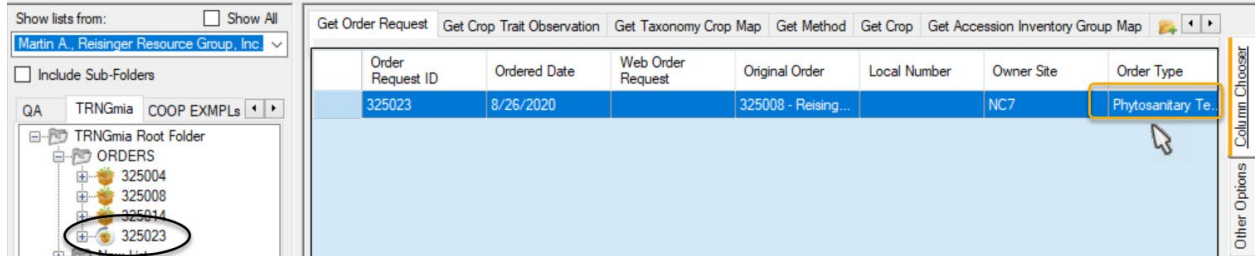 Show lists from:
Show All
Martin A., Reisinger Resource Group, Inc.
Include Sub-Folders
QA
TRNGmia
COOP EXMPLs
TRNGmia Root Folder
ORDERS
325004
325008
325014
325023
New List
Get Order Request
Get Crop Trait Observation
Get Taxonomy Crop Map
Get Method
Get Crop
Get Accession Inventory Group Map
Order
Request ID
Ordered Date
Web Order
Request
Original Order
Local Number
Owner Site
Order Type
325023
8/26/2020
325008 - Reising...
NC7
Phytosanitary Te..
Column Chooser
Other Options